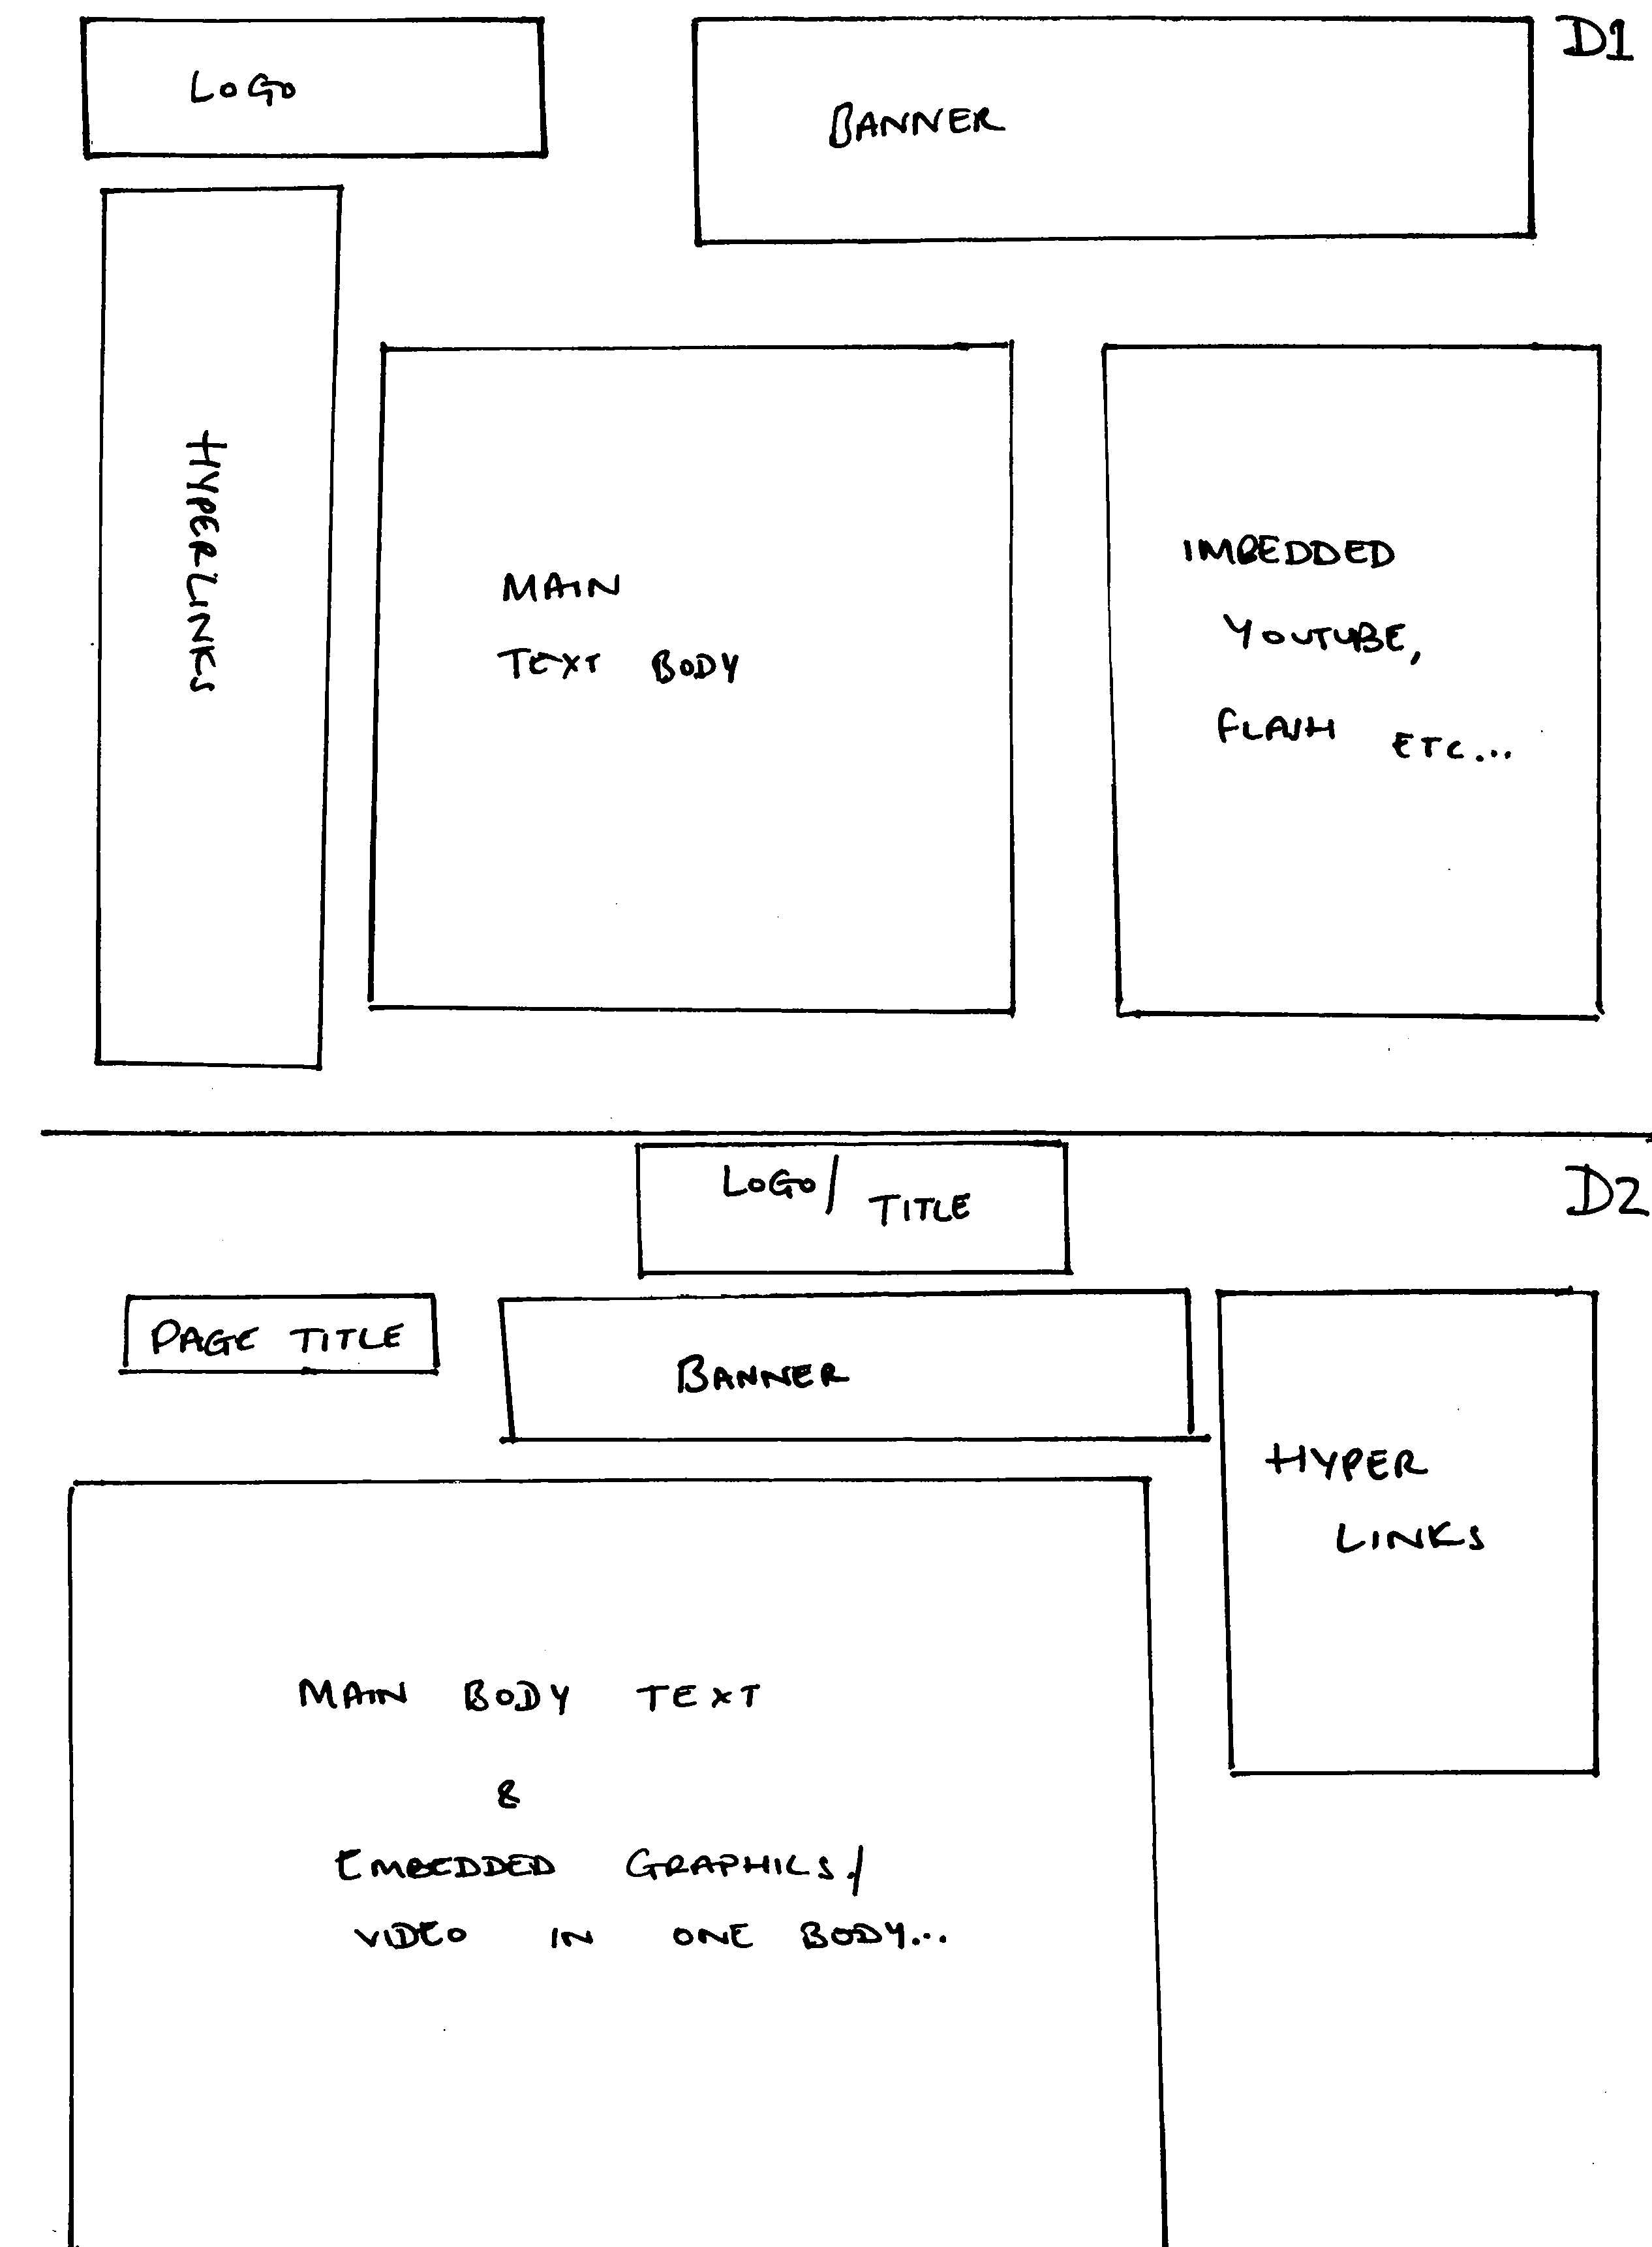 LOGO
BANNER
D1
HYPERLINKS
MAIN
TEXT BODY
IMBEDDED
YOUTUBE,
FLASH ETC...
LOGO/ TITLE
D2
PAGE TITLE
BANNER
HYPER
LINKS
MAIN BODY TEXT
&
EMBEDDED GRAPHICS/
VIDEO IN ONE BODY...